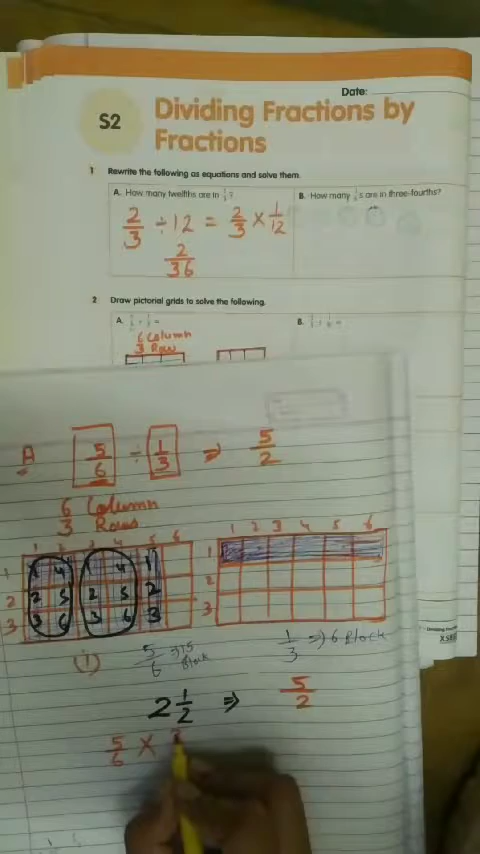 Date:
S2 Dividing Fractions by
Fractions
1 Rewrite the following as equations and solve them.
A. How many twelfths are in
B. How many
s are in three-fourths?
2/3 ÷ 12 = 2/3 × 1/12
2/36
2 Draw pictorial grids to solve the following.
A.
B.
6 Column
3 Row
A 5/6 ÷ 1/3 ⇒ 5/2
6 Column
3 Rows
1 2 3 4 5 6
1 2 3 4 5 6
1 1 4 1 4 1
2 2 5 2 5 2
3 3 6 3 6 3
1
2
3
(i) 5/6 ⇒ 15 Block
1/3 ⇒ 6 Block
2 1/2 ⇒ 5/2
5/6 ×